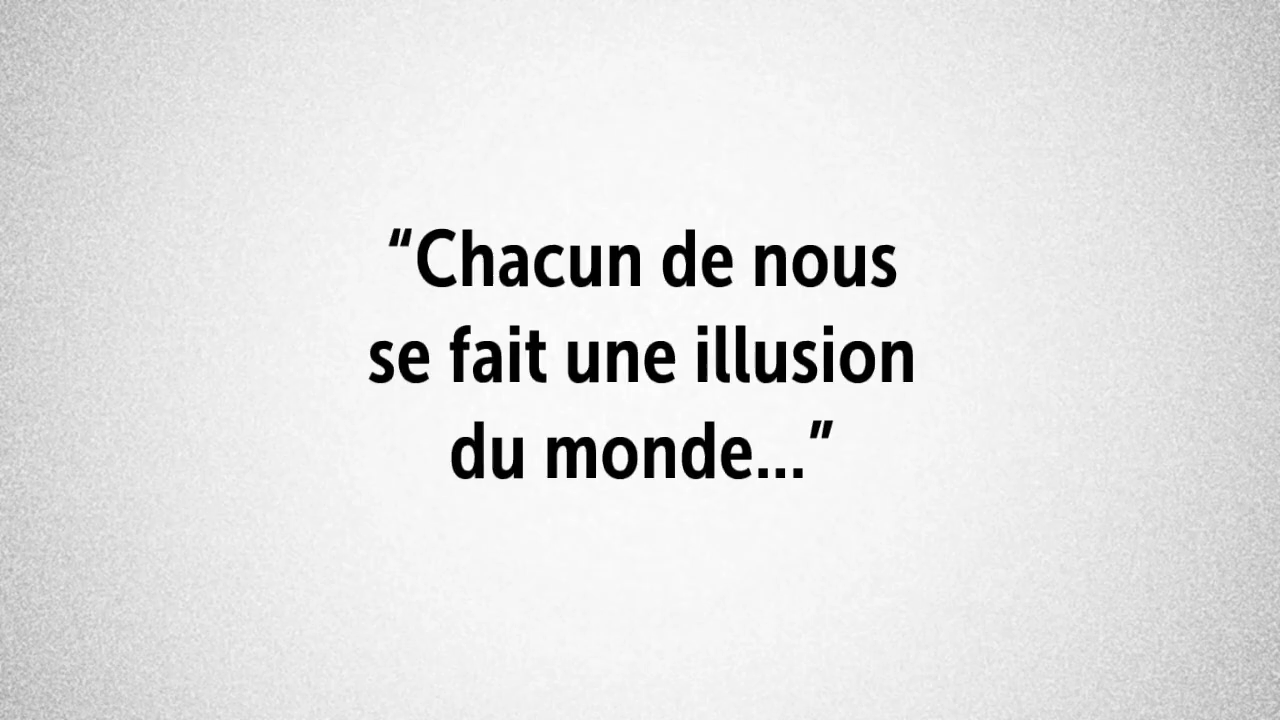 “Chacun de nous
se fait une illusion
du monde...”